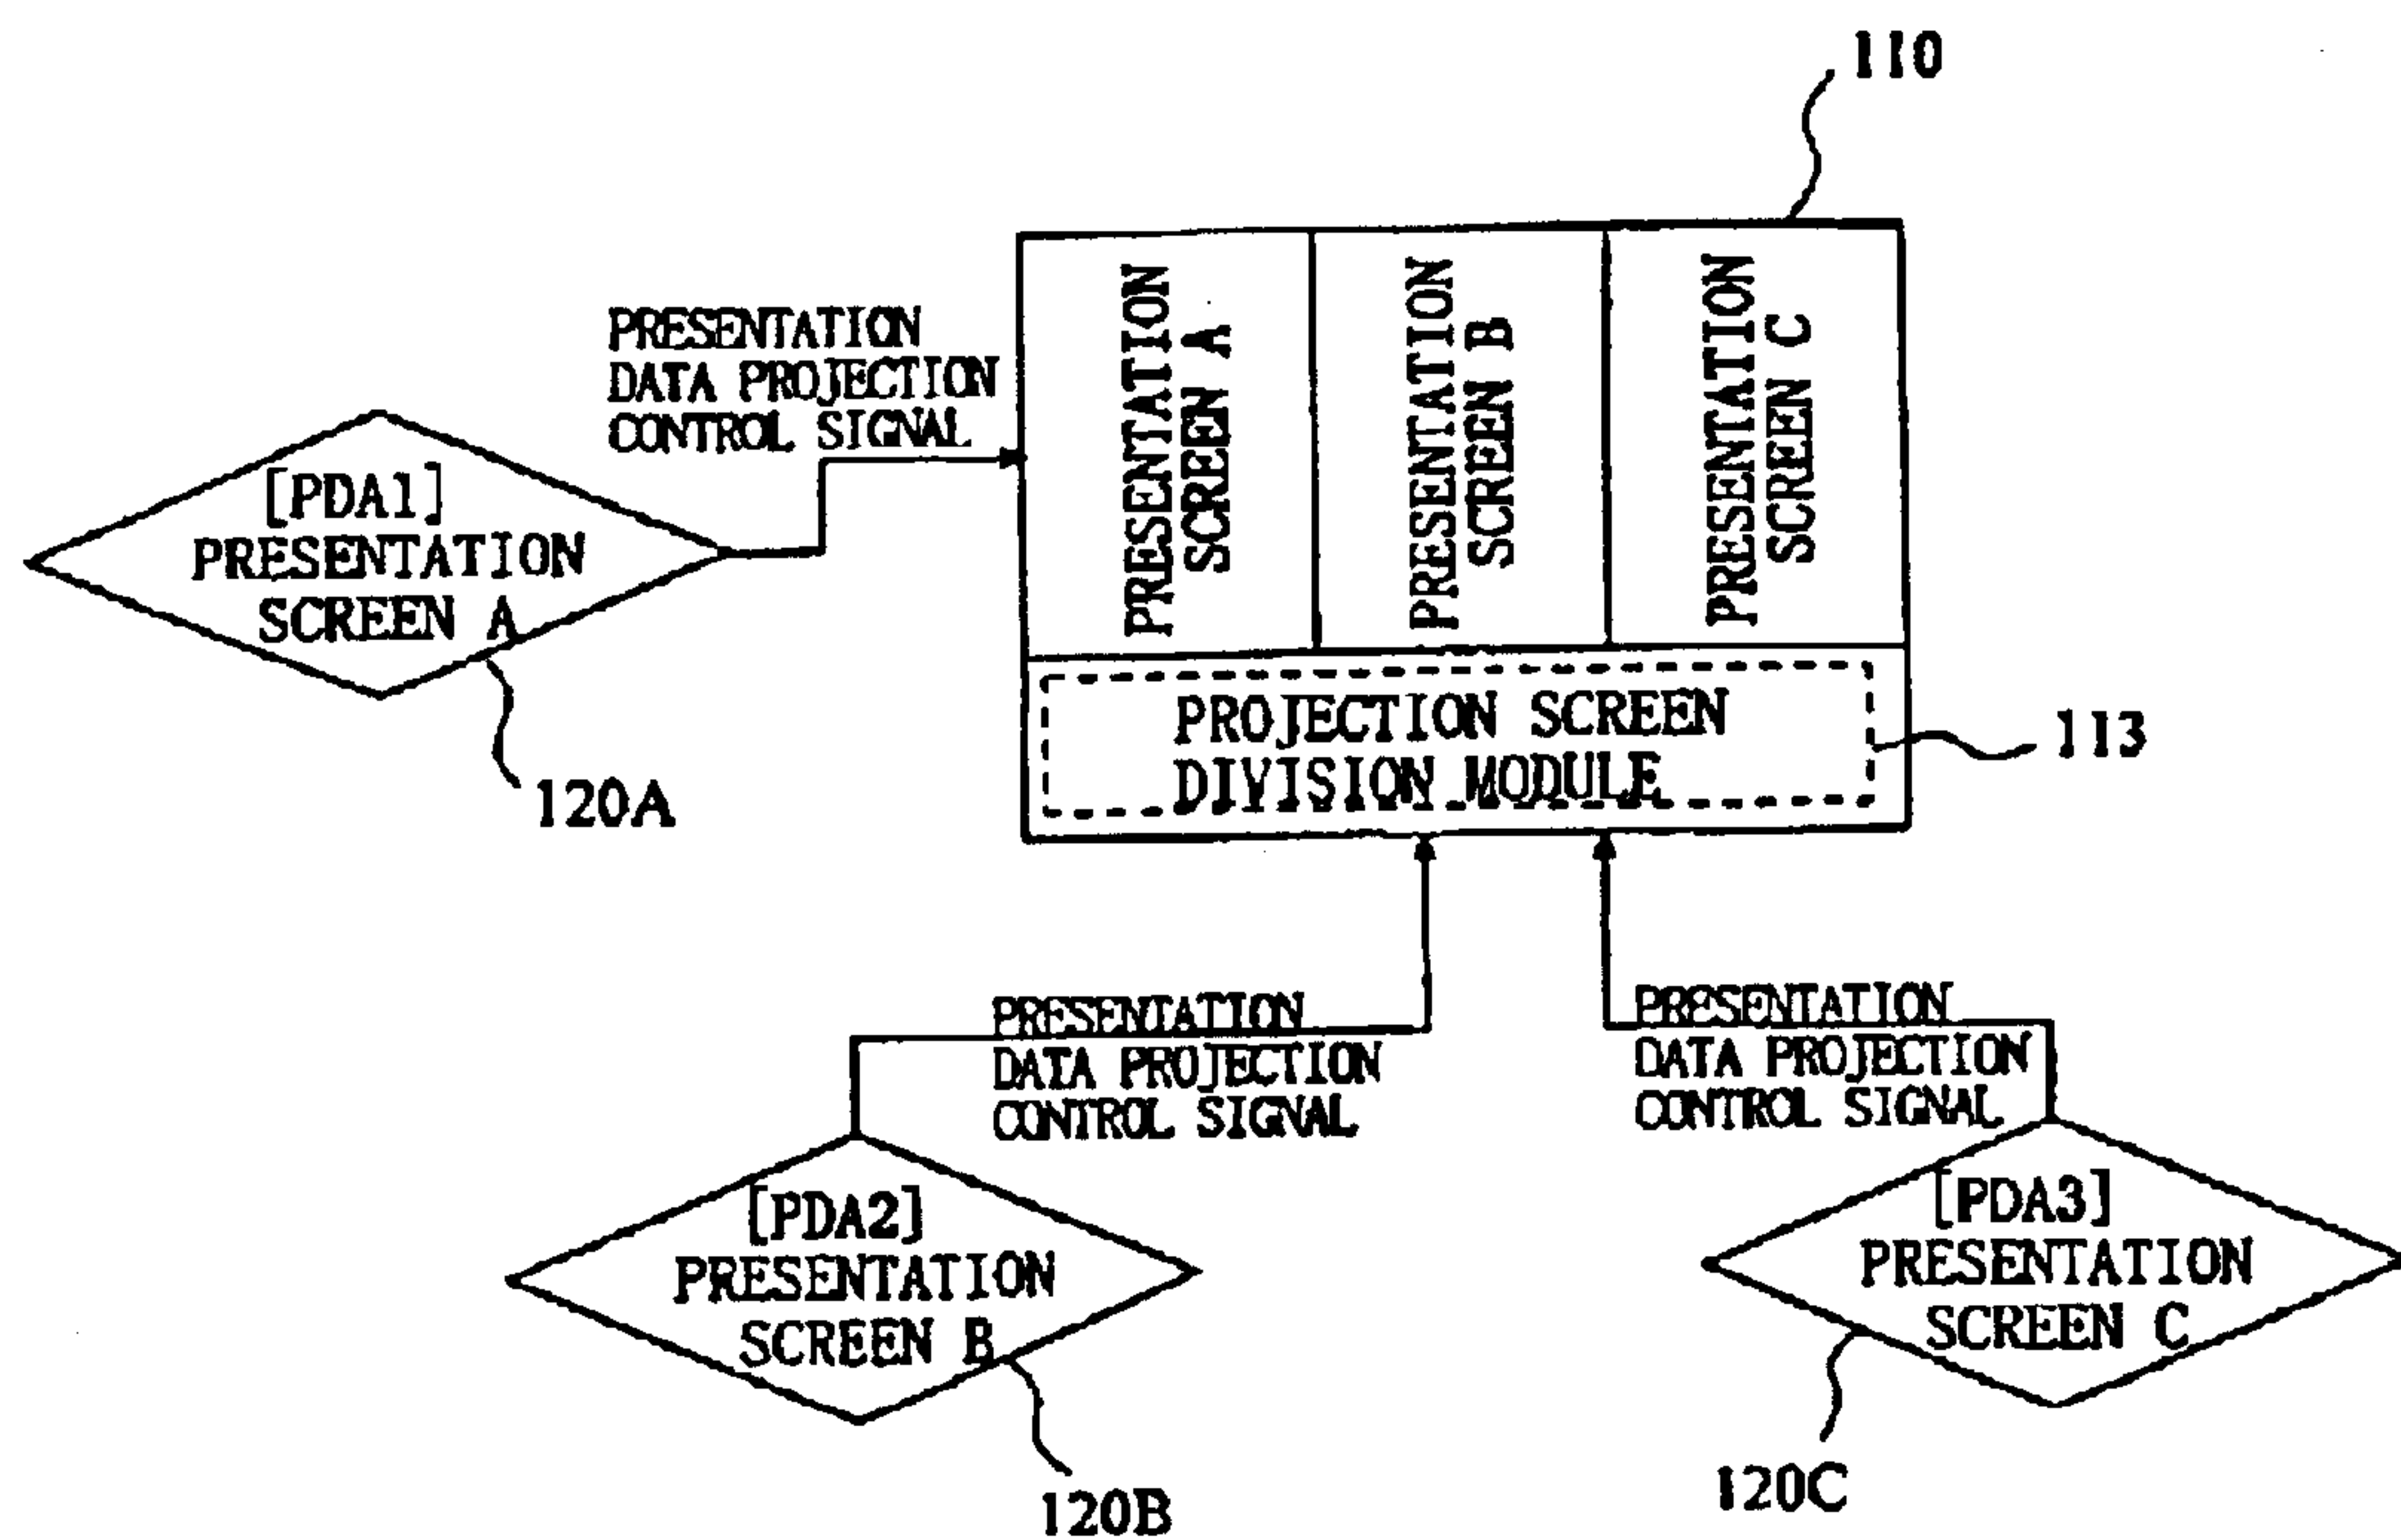 110
PRESENTATION
SCREEN A
PRESENTATION
SCREEN B
PRESENTATION
SCREEN C
PRESENTATION
DATA PROJECTION
CONTROL SIGNAL
[PDA1]
PRESENTATION
SCREEN A
120A
PROJECTION SCREEN
DIVISION MODULE
113
PRESENTATION
DATA PROJECTION
CONTROL SIGNAL
PRESENTATION
DATA PROJECTION
CONTROL SIGNAL
[PDA2]
PRESENTATION
SCREEN B
120B
[PDA3]
PRESENTATION
SCREEN C
120C